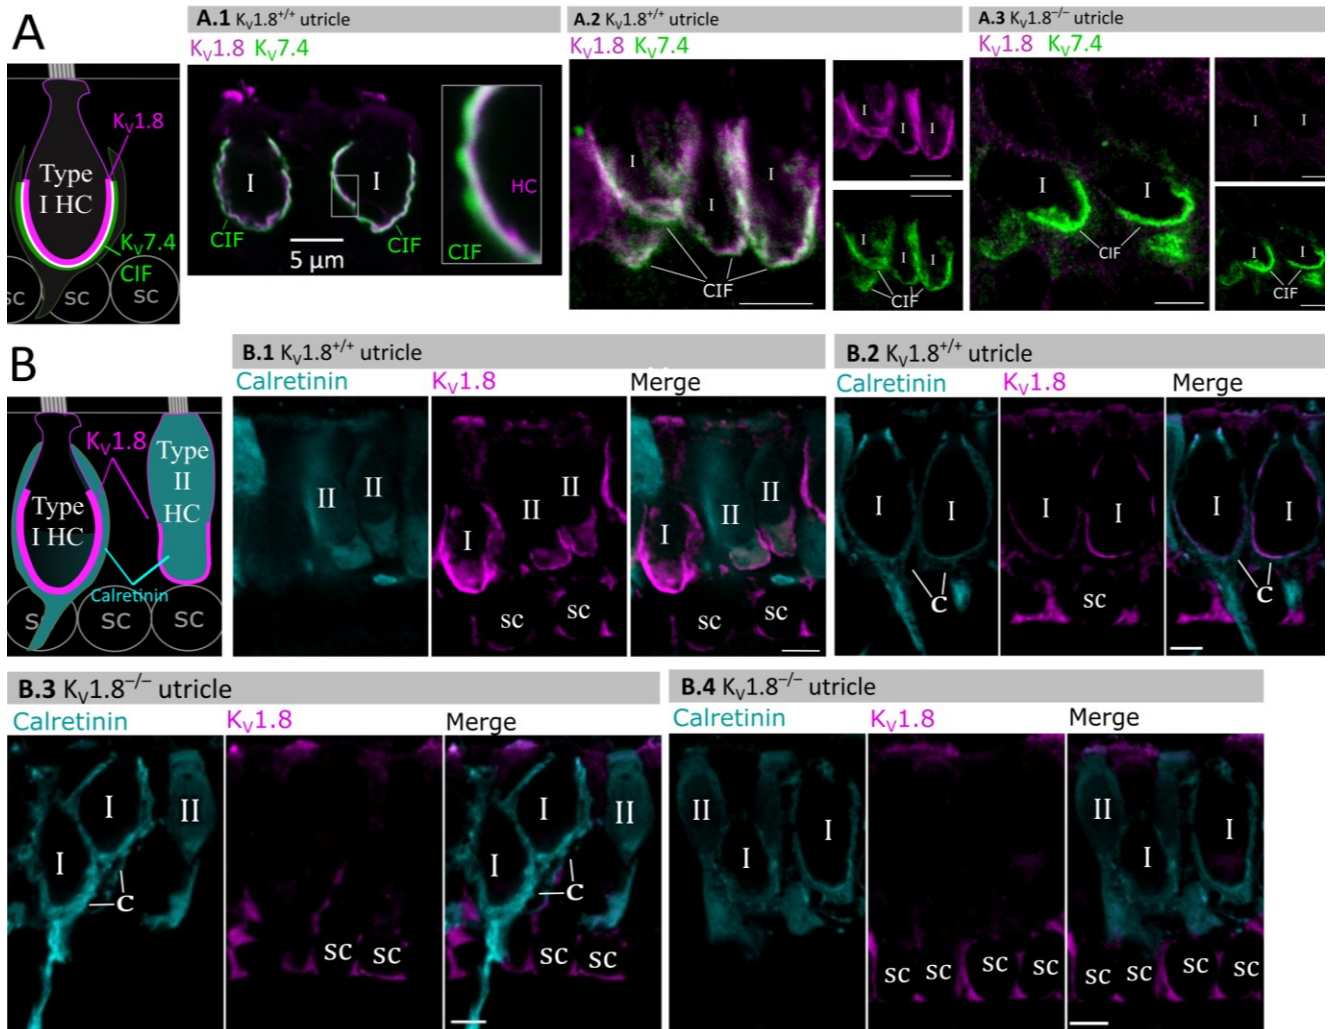 A
A.1 KV1.8+/+ utricle
KV1.8 KV7.4
A.2 KV1.8+/+ utricle
KV1.8 KV7.4
A.3 KV1.8−/− utricle
KV1.8 KV7.4
KV1.8
Type
I HC
KV7.4
CIF
SC SC SC
I I
CIF CIF
5 µm
HC
CIF
I I I
CIF
I I I
I I I
CIF
I I
CIF
I I
I I
CIF
B
B.1 KV1.8+/+ utricle
Calretinin KV1.8 Merge
B.2 KV1.8+/+ utricle
Calretinin KV1.8 Merge
KV1.8
Type
II
HC
Type
I HC
Calretinin
SC SC SC
II II
I II II
SC SC
I II II
SC SC
I I
C
I I
SC
I I
C
B.3 KV1.8−/− utricle
Calretinin KV1.8 Merge
B.4 KV1.8−/− utricle
Calretinin KV1.8 Merge
I I II
C
SC SC
I I II
C
SC SC
II I I
SC SC SC SC
II I I
SC SC SC SC